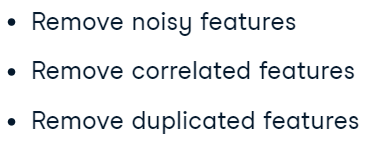 • Remove noisy features
• Remove correlated features
• Remove duplicated features